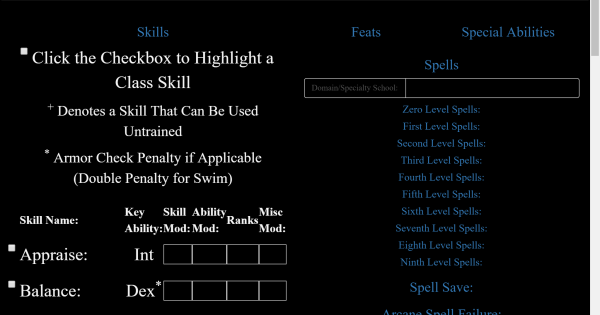 Skills
Click the Checkbox to Highlight a
Class Skill
+ Denotes a Skill That Can Be Used
Untrained
* Armor Check Penalty if Applicable
(Double Penalty for Swim)
Skill Name: Key Ability: Skill Mod: Ability Mod: Ranks Misc Mod:
Appraise: Int
Balance: Dex*
Feats
Special Abilities
Spells
Domain/Specialty School:
Zero Level Spells:
First Level Spells:
Second Level Spells:
Third Level Spells:
Fourth Level Spells:
Fifth Level Spells:
Sixth Level Spells:
Seventh Level Spells:
Eighth Level Spells:
Ninth Level Spells:
Spell Save:
Arcane Spell Failure: